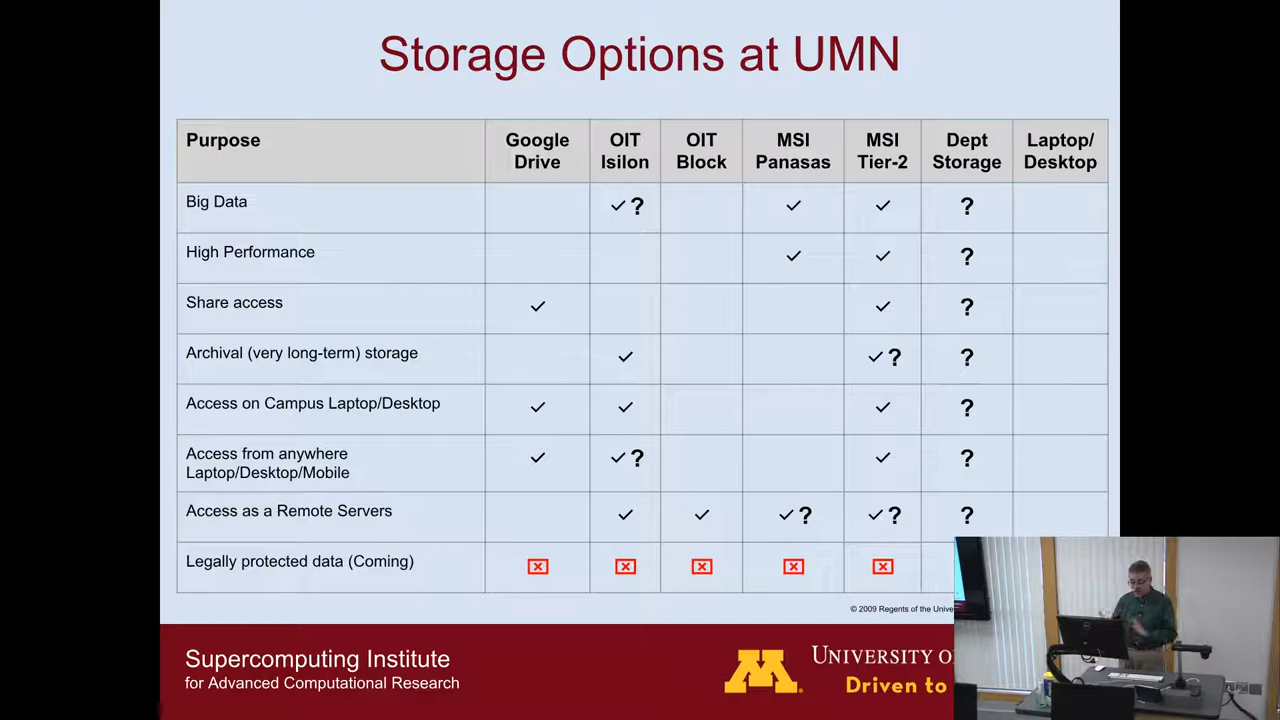 Storage Options at UMN
Purpose Google Drive OIT Isilon OIT Block MSI Panasas MSI Tier-2 Dept Storage Laptop/ Desktop
Big Data ✓? ✓ ✓ ?
High Performance ✓ ✓ ?
Share access ✓ ✓ ?
Archival (very long-term) storage ✓ ✓? ?
Access on Campus Laptop/Desktop ✓ ✓ ✓ ?
Access from anywhere
Laptop/Desktop/Mobile ✓ ✓? ✓ ?
Access as a Remote Servers ✓ ✓ ✓? ✓? ?
Legally protected data (Coming) ☒ ☒ ☒ ☒ ☒
© 2009 Regents of the
Supercomputing Institute
for Advanced Computational Research
M
UNIVERSITY OF
Driven to